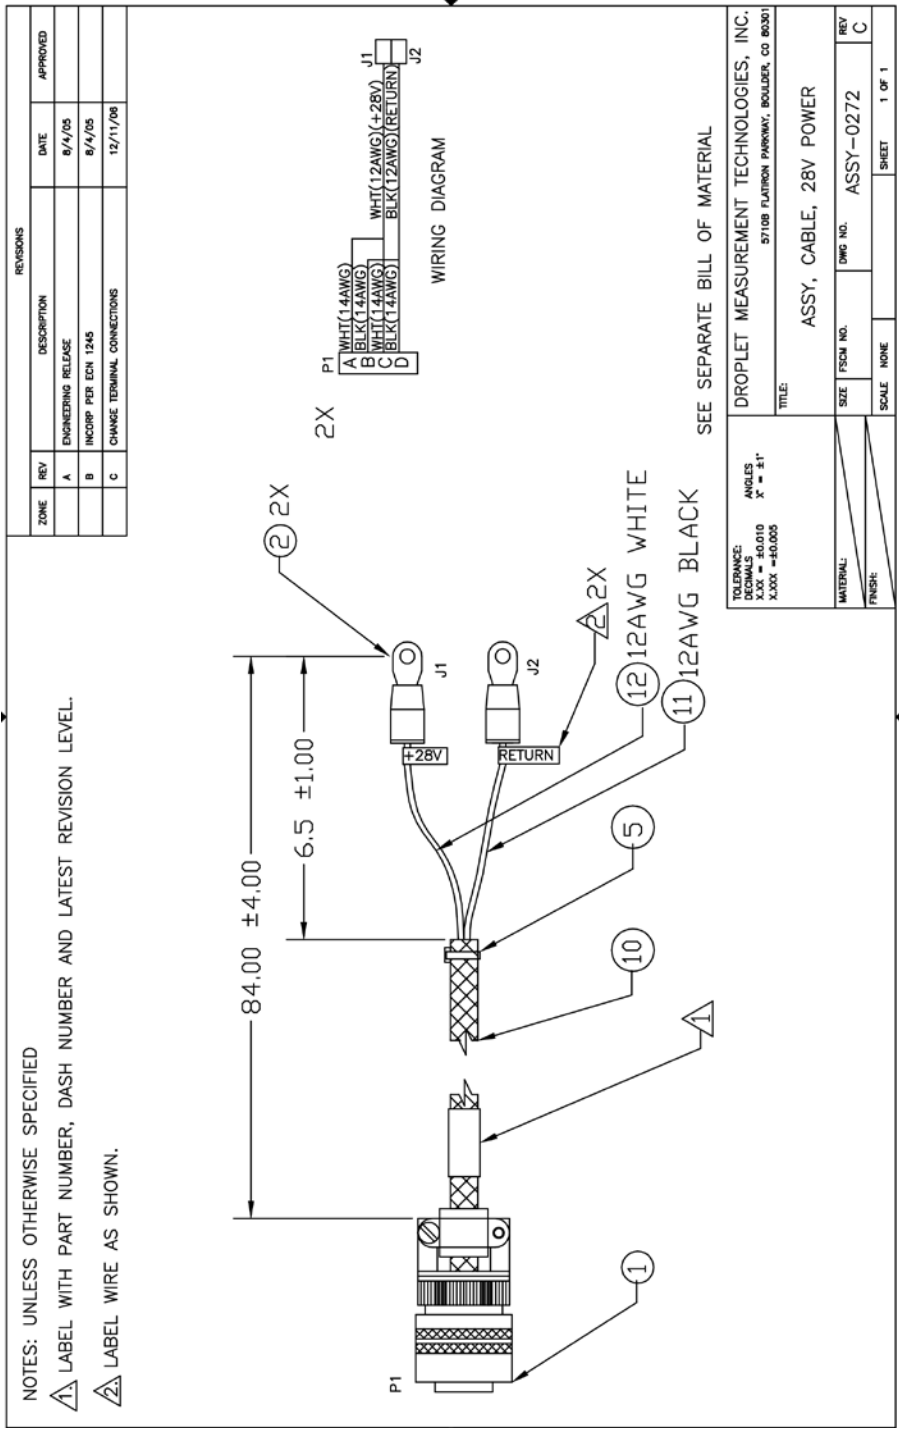 NOTES: UNLESS OTHERWISE SPECIFIED
1. LABEL WITH PART NUMBER, DASH NUMBER AND LATEST REVISION LEVEL.
2. LABEL WIRE AS SHOWN.
REVISIONS
ZONE REV DESCRIPTION DATE APPROVED
A ENGINEERING RELEASE 8/4/05
B INCORP PER ECN 1245 8/4/05
C CHANGE TERMINAL CONNECTIONS 12/11/06
84.00 ±4.00
6.5 ±1.00
2 2X
J1
+28V
J2
RETURN
2 2X
12 12AWG WHITE
11 12AWG BLACK
5
10
1
P1
1
2X
P1
A WHT(14AWG)
B BLK(14AWG)
C WHT(14AWG)
D BLK(14AWG)
WHT(12AWG)(+28V) J1
BLK(12AWG)(RETURN) J2
WIRING DIAGRAM
SEE SEPARATE BILL OF MATERIAL
TOLERANCE:
DECIMALS ANGLES
X.XX = ±0.010 X° = ±1°
X.XXX =±0.005
MATERIAL:
FINISH:
DROPLET MEASUREMENT TECHNOLOGIES, INC.
5710B FLATIRON PARKWAY, BOULDER, CO 80301
TITLE:
ASSY, CABLE, 28V POWER
SIZE FSCM NO. DWG NO. ASSY-0272 REV C
SCALE NONE SHEET 1 OF 1